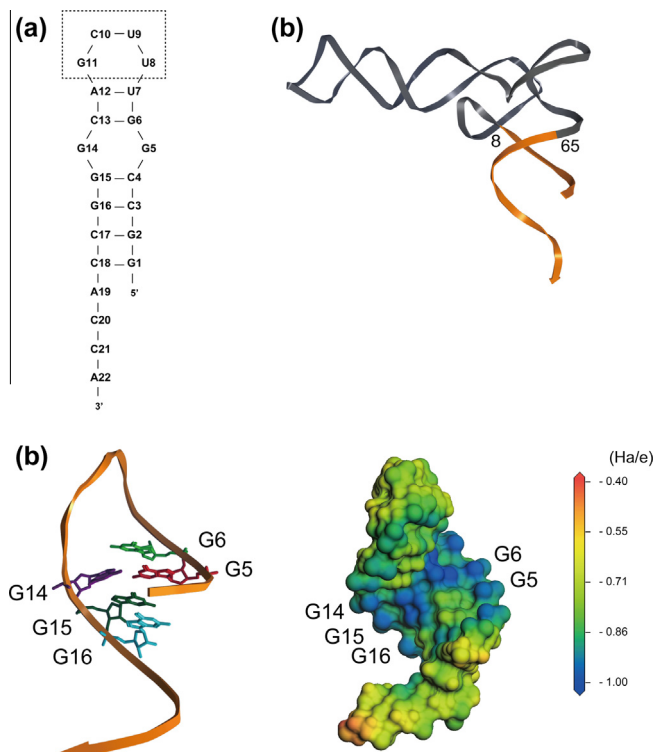 (a)
C10 – U9
G11 U8
A12 – U7
C13 – G6
G14 G5
G15 – C4
G16 – C3
C17 – G2
C18 – G1
A19 5'
C20
C21
A22
3'
(b)
8 65
(b)
G6
G5
G14
G15
G16
G6
G5
G14
G15
G16
(Ha/e)
- 0.40
- 0.55
- 0.71
- 0.86
- 1.00